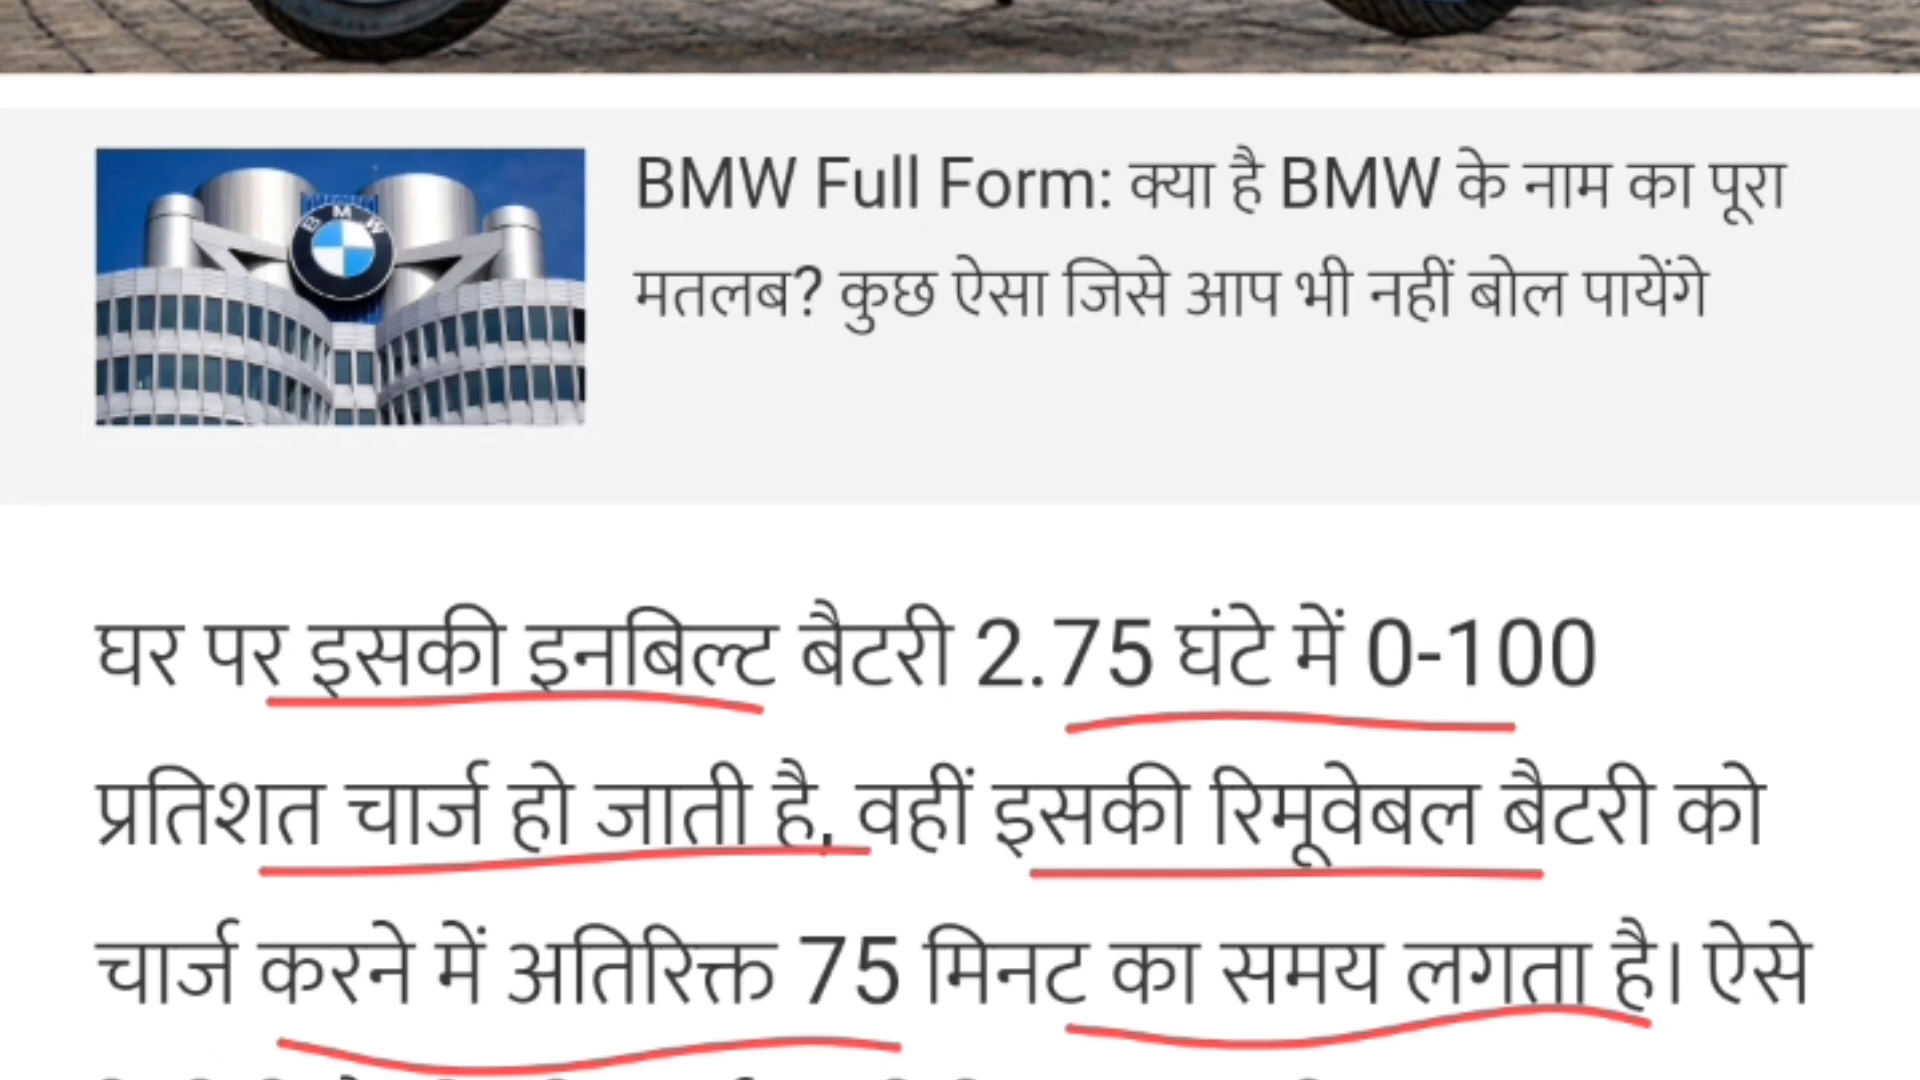 BMW
BMW Full Form: क्या है BMW के नाम का पूरा
मतलब? कुछ ऐसा जिसे आप भी नहीं बोल पायेंगे
घर पर इसकी इनबिल्ट बैटरी 2.75 घंटे में 0-100
प्रतिशत चार्ज हो जाती है, वहीं इसकी रिमूवेबल बैटरी को
चार्ज करने में अतिरिक्त 75 मिनट का समय लगता है। ऐसे